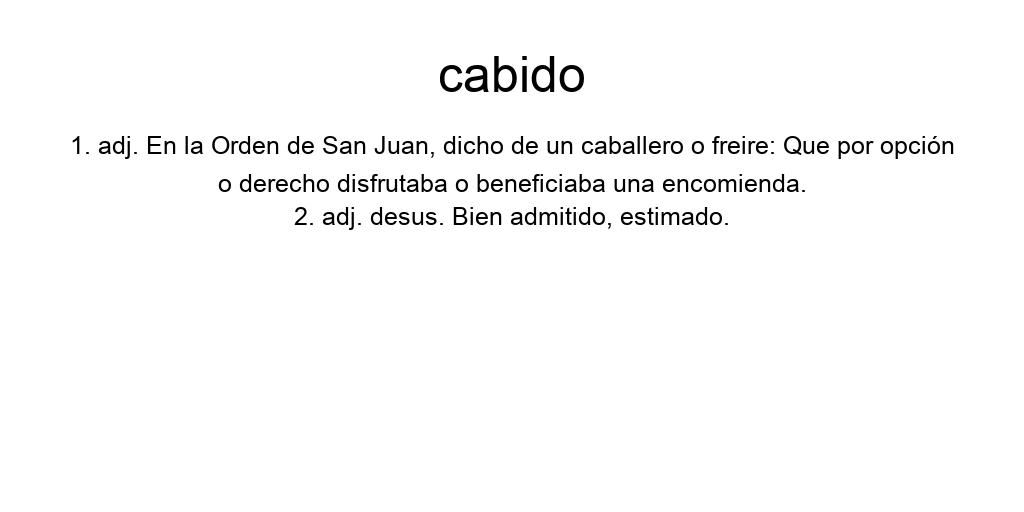 cabido
1. adj. En la Orden de San Juan, dicho de un caballero o freire: Que por opción
o derecho disfrutaba o beneficiaba una encomienda.
2. adj. desus. Bien admitido, estimado.